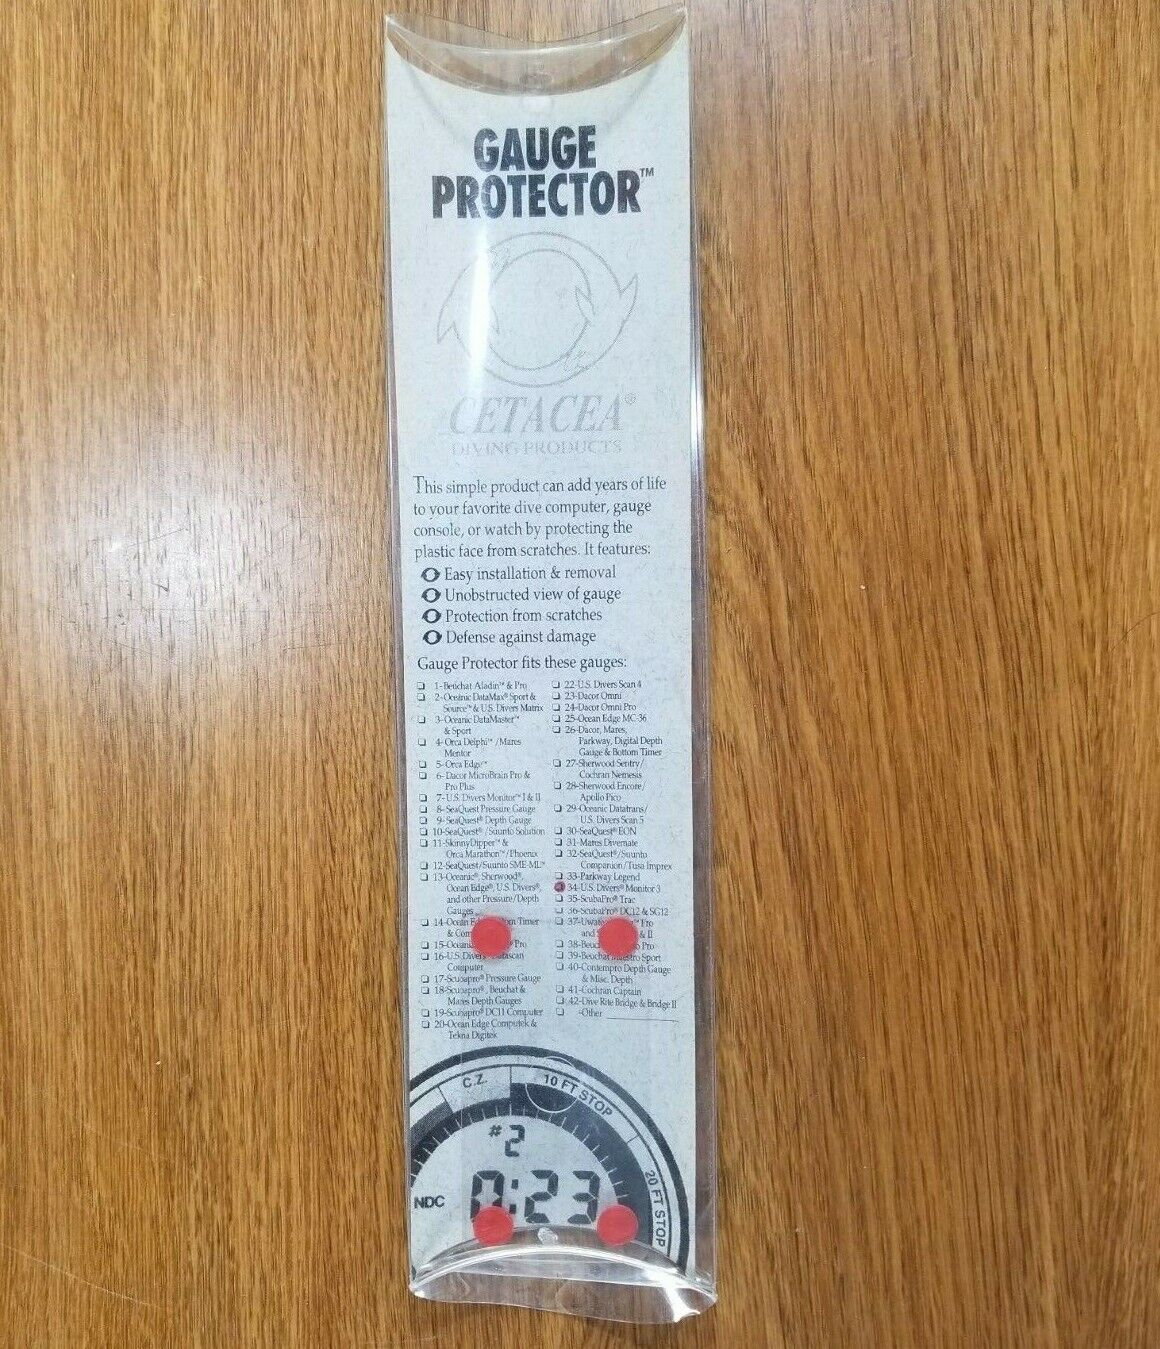 GAUGE
PROTECTOR™
CETACEA®
DIVING PRODUCTS
This simple product can add years of life
to your favorite dive computer, gauge
console, or watch by protecting the
plastic face from scratches. It features:
Easy installation & removal
Unobstructed view of gauge
Protection from scratches
Defense against damage
Gauge Protector fits these gauges:
1-Beuchat Aladin™ & Pro
2-Oceanic DataMax® Sport &
Source™ & U.S. Divers Matrix
3-Oceanic DataMaster™
& Sport
4-Orca Delphi™/Mares
Mentor
5-Orca Edge™
6-Dacor MicroBrain Pro &
Pro Plus
7-U.S. Divers Monitor™ I & II
8-SeaQuest Pressure Gauge
9-SeaQuest® Depth Gauge
10-SeaQuest®/Suunto Solution
11-SkinnyDipper™ &
Orca Marathon™/Phoenix
12-SeaQuest/Suunto SME-ML™
13-Oceanic®, Sherwood®,
Ocean Edge®, U.S. Divers®,
and other Pressure/Depth
Gauges
14-Ocean Timer
&
15-Oceanic Pro
16-U.S. Divers
Computer
17-Scubapro® Pressure Gauge
18-Scubapro®, Beuchat &
Mares Depth Gauges
19-Scubapro® DC11 Computer
20-Ocean Edge Computek &
Tekna Digitek
22-U.S. Divers Scan 4
23-Dacor Omni
24-Dacor Omni Pro
25-Ocean Edge MC-36
26-Dacor, Mares,
Parkway, Digital Depth
Gauge & Bottom Timer
27-Sherwood Sentry/
Cochran Nemesis
28-Sherwood Encore/
Apollo Pico
29-Oceanic Datatrans/
U.S. Divers Scan 5
30-SeaQuest® EON
31-Mares Divemate
32-SeaQuest®/Suunto
Companion/Tusa Imprex
33-Parkway Legend
34-U.S. Divers® Monitor 3
35-ScubaPro® Trac
36-ScubaPro® DC12 & SG12
37- Pro
and & II
38- Pro
39-Beuchat Sport
40-Contempro Depth Gauge
& Misc. Depth
41-Cochran Captain
42-Dive Rite Bridge & Bridge II
-Other
C.Z.
10 FT STOP
20 FT STOP
#2
NDC
0:23